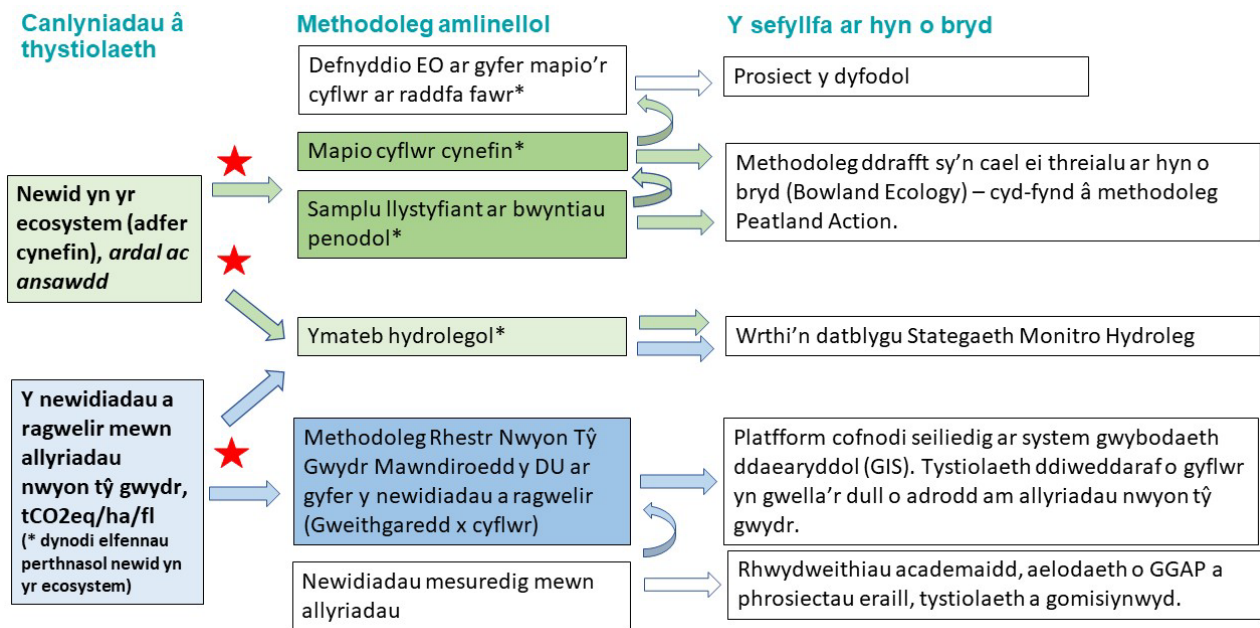 Canlyniadau â
thystiolaeth
Methodoleg amlinellol
Y sefyllfa ar hyn o bryd
Defnyddio EO ar gyfer mapio'r
cyflwr ar raddfa fawr*
Prosiect y dyfodol
Mapio cyflwr cynefin*
Samplu llystyfiant ar bwyntiau
penodol*
Methodoleg ddrafft sy'n cael ei threialu ar hyn o
bryd (Bowland Ecology) – cyd-fynd â methodoleg
Peatland Action.
Newid yn yr
ecosystem (adfer
cynefin), ardal ac
ansawdd
Ymateb hydrolegol*
Wrthi'n datblygu Stategaeth Monitro Hydroleg
Y newidiadau a
ragwelir mewn
allyriadau
nwyon tŷ gwydr,
tCO2eq/ha/fl
(* dynodi elfennau
perthnasol newid yn
yr ecosystem)
Methodoleg Rhestr Nwyon Tŷ
Gwydr Mawndiroedd y DU ar
gyfer y newidiadau a ragwelir
(Gweithgaredd x cyflwr)
Platfform cofnodi seiliedig ar system gwybodaeth
ddaearyddol (GIS). Tystiolaeth ddiweddaraf o gyflwr
yn gwella'r dull o adrodd am allyriadau nwyon tŷ
gwydr.
Newidiadau mesuredig mewn
allyriadau
Rhwydweithiau academaidd, aelodaeth o GGAP a
phrosiectau eraill, tystiolaeth a gomisiynwyd.